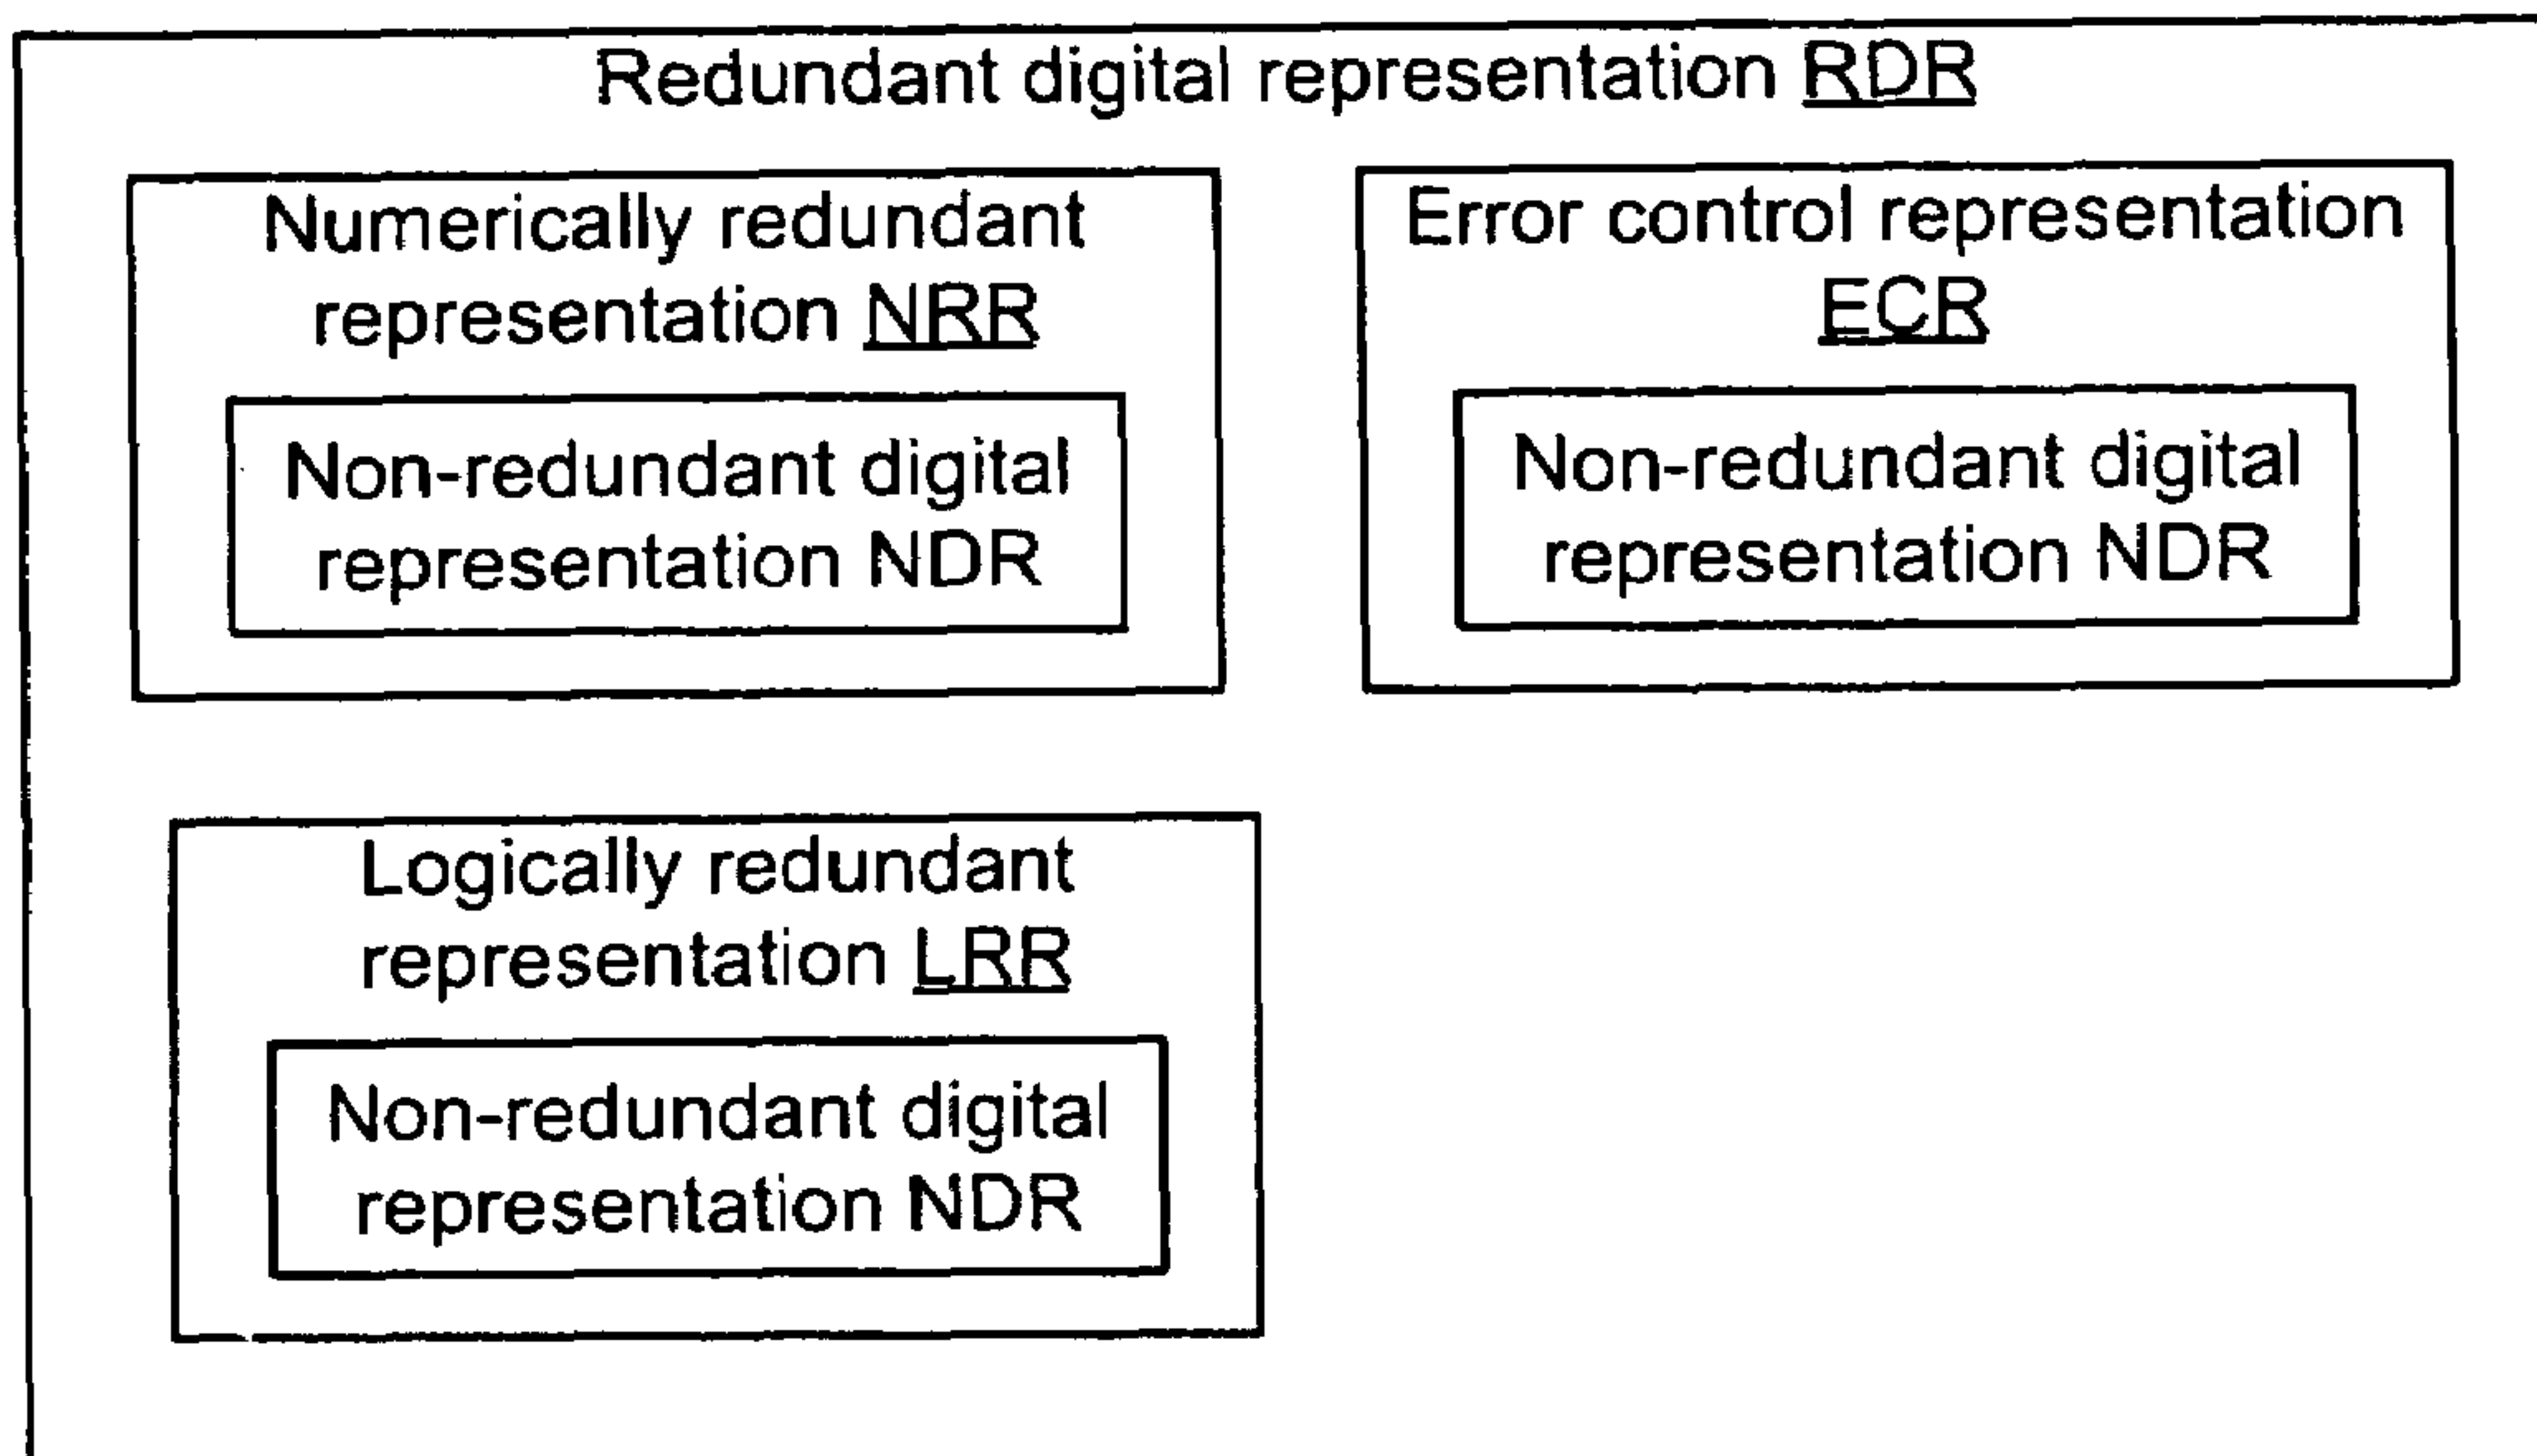 Redundant digital representation RDR
Numerically redundant
representation NRR
Non-redundant digital
representation NDR
Error control representation
ECR
Non-redundant digital
representation NDR
Logically redundant
representation LRR
Non-redundant digital
representation NDR